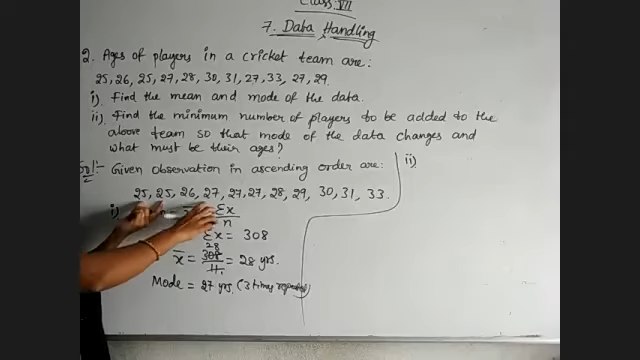 Class: VII
7. Data Handling
2. Ages of players in a cricket team are:
25, 26, 25, 27, 28, 30, 31, 27, 33, 27, 29.
i) Find the mean and mode of the data.
ii) Find the minimum number of players to be added to the
above team so that mode of the data changes and
what must be their ages?
Sol:- Given observation in ascending order are:
25, 25, 26, 27, 27, 27, 28, 29, 30, 31, 33.
i) Σx/n
Σx = 308
x̄ = 308/11 = 28 yrs.
28
Mode = 27 yrs. (3 times repeated)
ii)